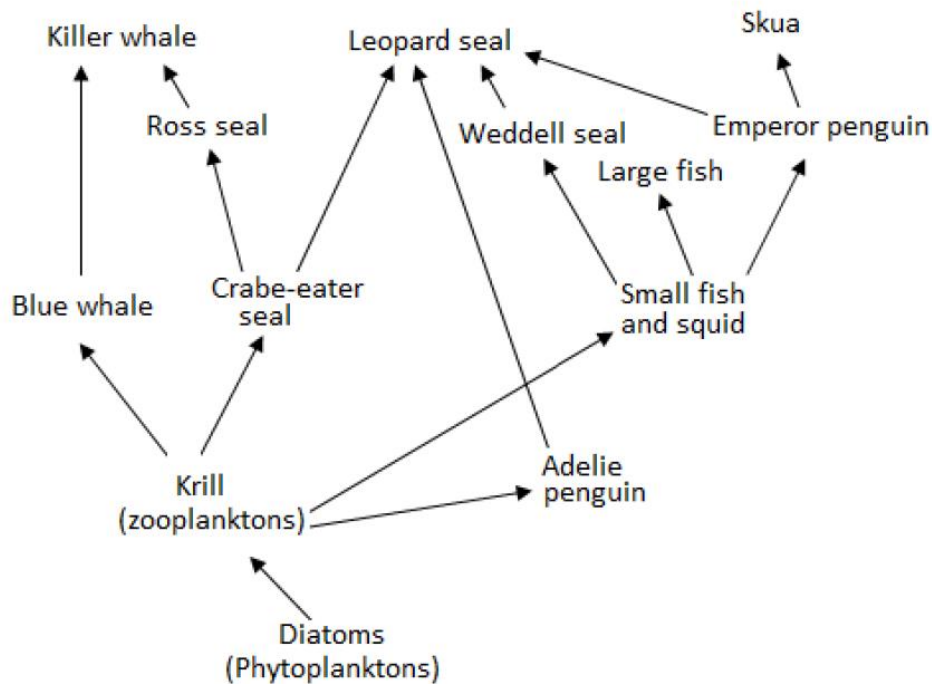 Killer whale
Leopard seal
Skua
Ross seal
Weddell seal
Emperor penguin
Large fish
Blue whale
Crabe-eater
seal
Small fish
and squid
Krill
(zooplanktons)
Adelie
penguin
Diatoms
(Phytoplanktons)